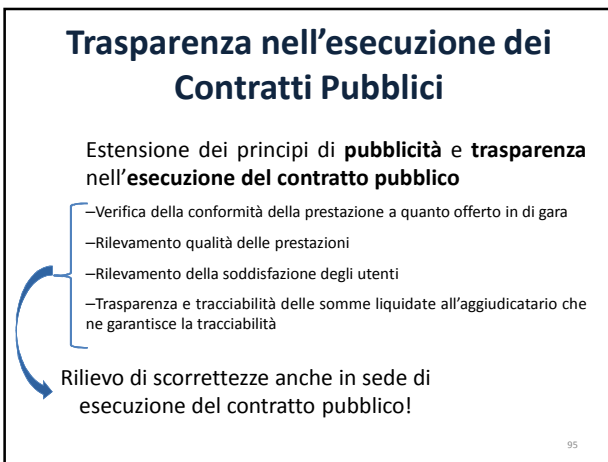 Trasparenza nell'esecuzione dei
Contratti Pubblici
Estensione dei principi di pubblicità e trasparenza
nell'esecuzione del contratto pubblico
–Verifica della conformità della prestazione a quanto offerto in di gara
–Rilevamento qualità delle prestazioni
–Rilevamento della soddisfazione degli utenti
–Trasparenza e tracciabilità delle somme liquidate all'aggiudicatario che
ne garantisce la tracciabilità
Rilievo di scorrettezze anche in sede di
esecuzione del contratto pubblico!
95